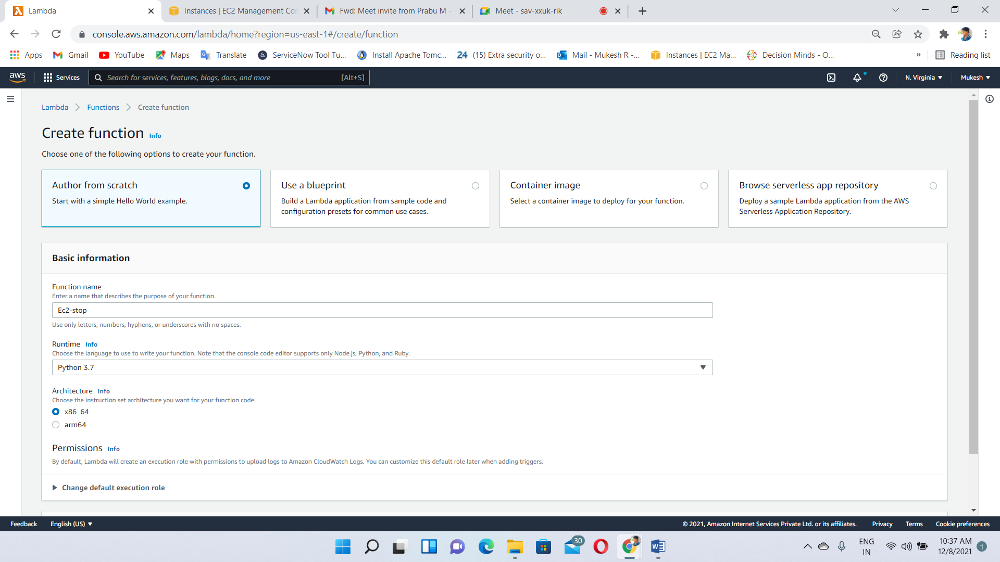 Lambda
Instances | EC2 Management Con
Fwd: Meet invite from Prabu M -
Meet - sav-xxuk-rik
console.aws.amazon.com/lambda/home?region=us-east-1#/create/function
Apps
Gmail
YouTube
Maps
Translate
ServiceNow Tool Tu...
Install Apache Tomc...
24 (15) Extra security o...
Mail - Mukesh R -...
Instances | EC2 Ma...
Decision Minds - O...
»
Reading list
aws
Services
Search for services, features, blogs, docs, and more [Alt+S]
N. Virginia
Mukesh
Lambda > Functions > Create function
Create function Info
Choose one of the following options to create your function.
Author from scratch
Start with a simple Hello World example.
Use a blueprint
Build a Lambda application from sample code and
configuration presets for common use cases.
Container image
Select a container image to deploy for your function.
Browse serverless app repository
Deploy a sample Lambda application from the AWS
Serverless Application Repository.
Basic information
Function name
Enter a name that describes the purpose of your function.
Ec2-stop
Use only letters, numbers, hyphens, or underscores with no spaces.
Runtime Info
Choose the language to use to write your function. Note that the console code editor supports only Node.js, Python, and Ruby.
Python 3.7
Architecture Info
Choose the instruction set architecture you want for your function code.
x86_64
arm64
Permissions Info
By default, Lambda will create an execution role with permissions to upload logs to Amazon CloudWatch Logs. You can customize this default role later when adding triggers.
Change default execution role
Feedback
English (US)
© 2021, Amazon Internet Services Private Ltd. or its affiliates.
Privacy
Terms
Cookie preferences
30
ENG
IN
10:37 AM
12/8/2021
1